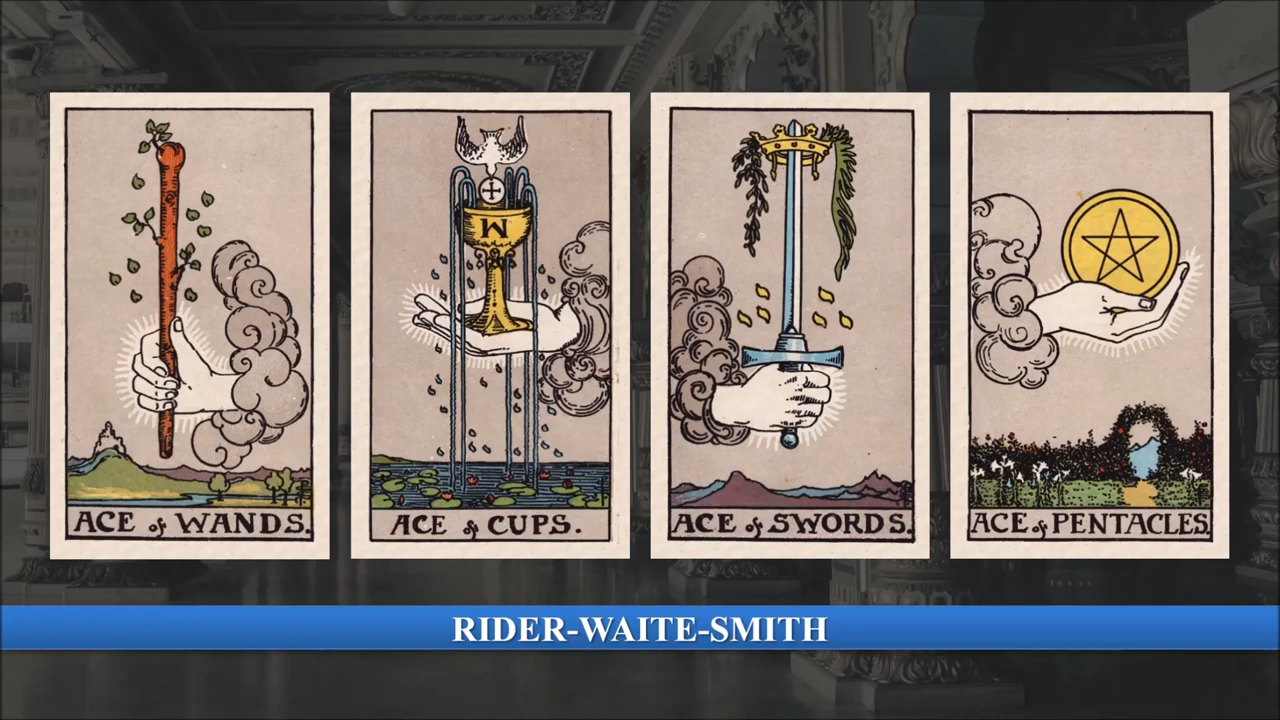 ACE of WANDS.
W
ACE of CUPS.
ACE of SWORDS.
ACE of PENTACLES
RIDER-WAITE-SMITH